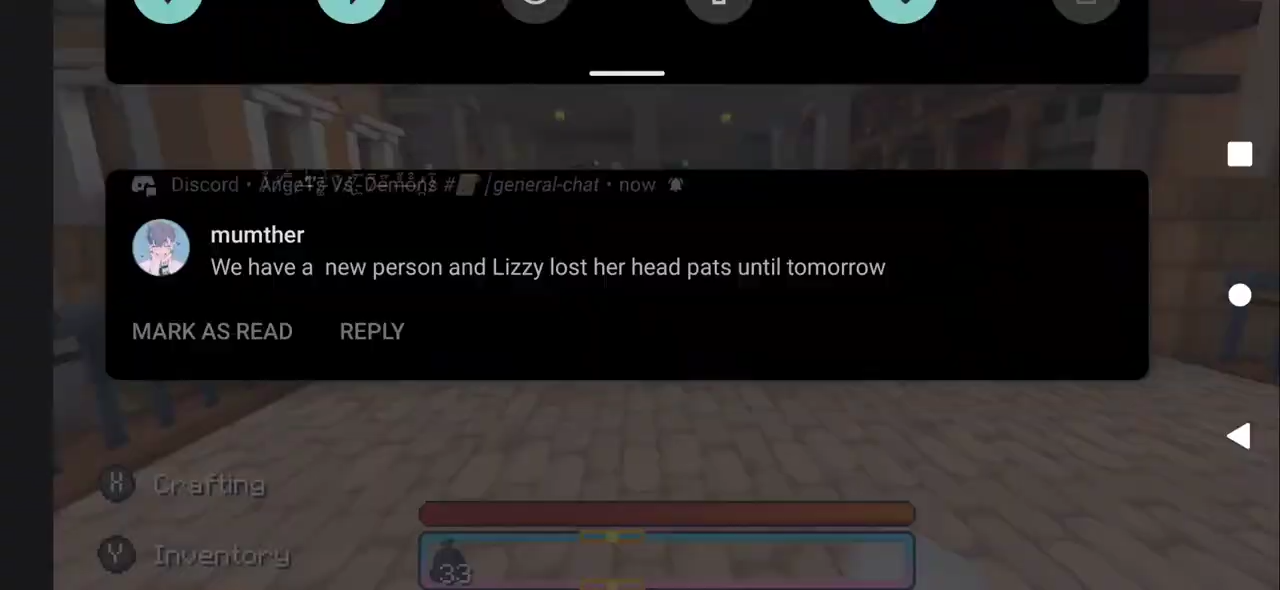 Discord • Angel's Vs Demons # /general-chat • now
mumther
We have a  new person and Lizzy lost her head pats until tomorrow
MARK AS READ REPLY
X Crafting
Y Inventory
33